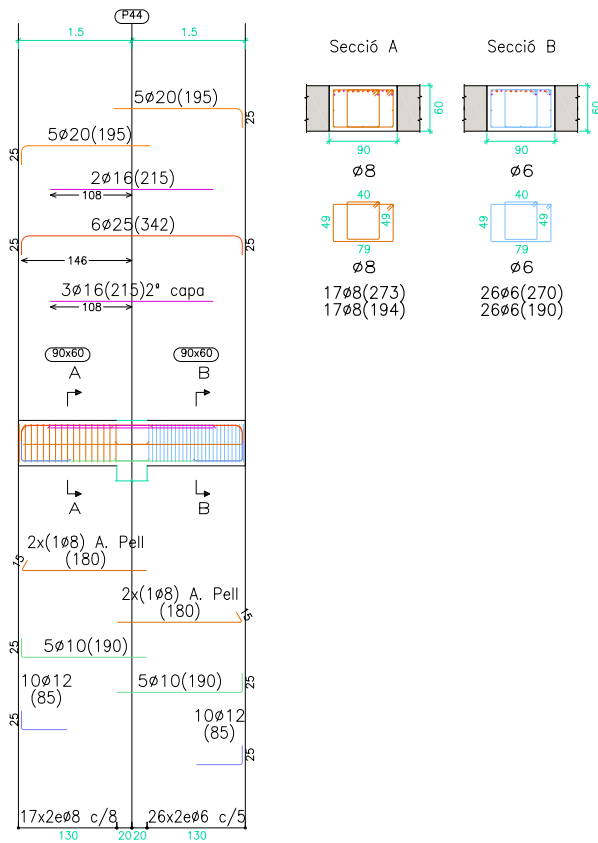 P44
1.5 1.5
Secció A Secció B
5ø20(195)
25
5ø20(195)
25
60 60
90 90
ø8 ø6
2ø16(215)
108
40 40
49 49 49 49
79 79
ø8 ø6
6ø25(342)
25 25
146
17ø8(273) 26ø6(270)
17ø8(194) 26ø6(190)
3ø16(215)2ª capa
108
90x60 90x60
A B
A B
2x(1ø8) A. Pell
(180)
15
2x(1ø8) A. Pell
(180)
15
5ø10(190)
25
5ø10(190)
25
10ø12
(85)
25
10ø12
(85)
25
17x2eø8 c/8 26x2eø6 c/5
130 20 20 130